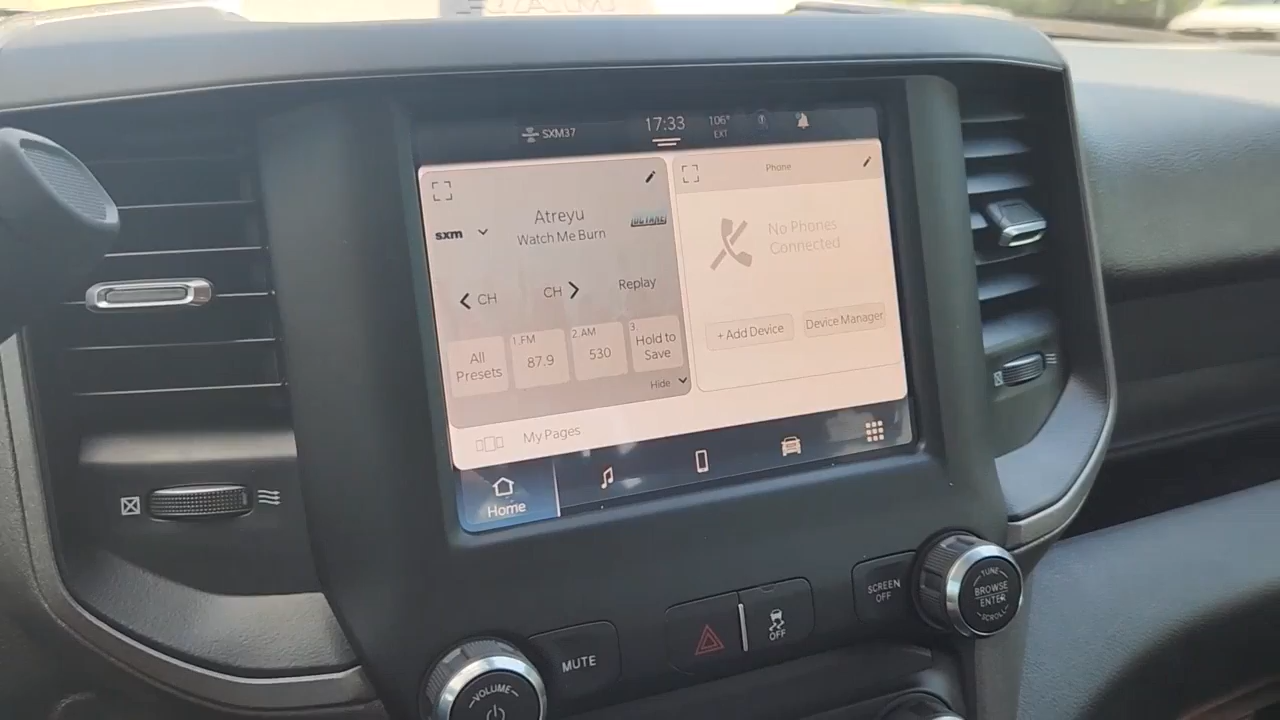 SXM37
17:33
106°
EXT
Atreyu
Watch Me Burn
OCTANE
sxm
CH
CH
Replay
All
Presets
1.FM
87.9
2.AM
530
3.
Hold to
Save
Hide
Phone
No Phones
Connected
+Add Device
Device Manager
My Pages
Home
SCREEN
OFF
TUNE
BROWSE
ENTER
SCROLL
OFF
MUTE
VOLUME